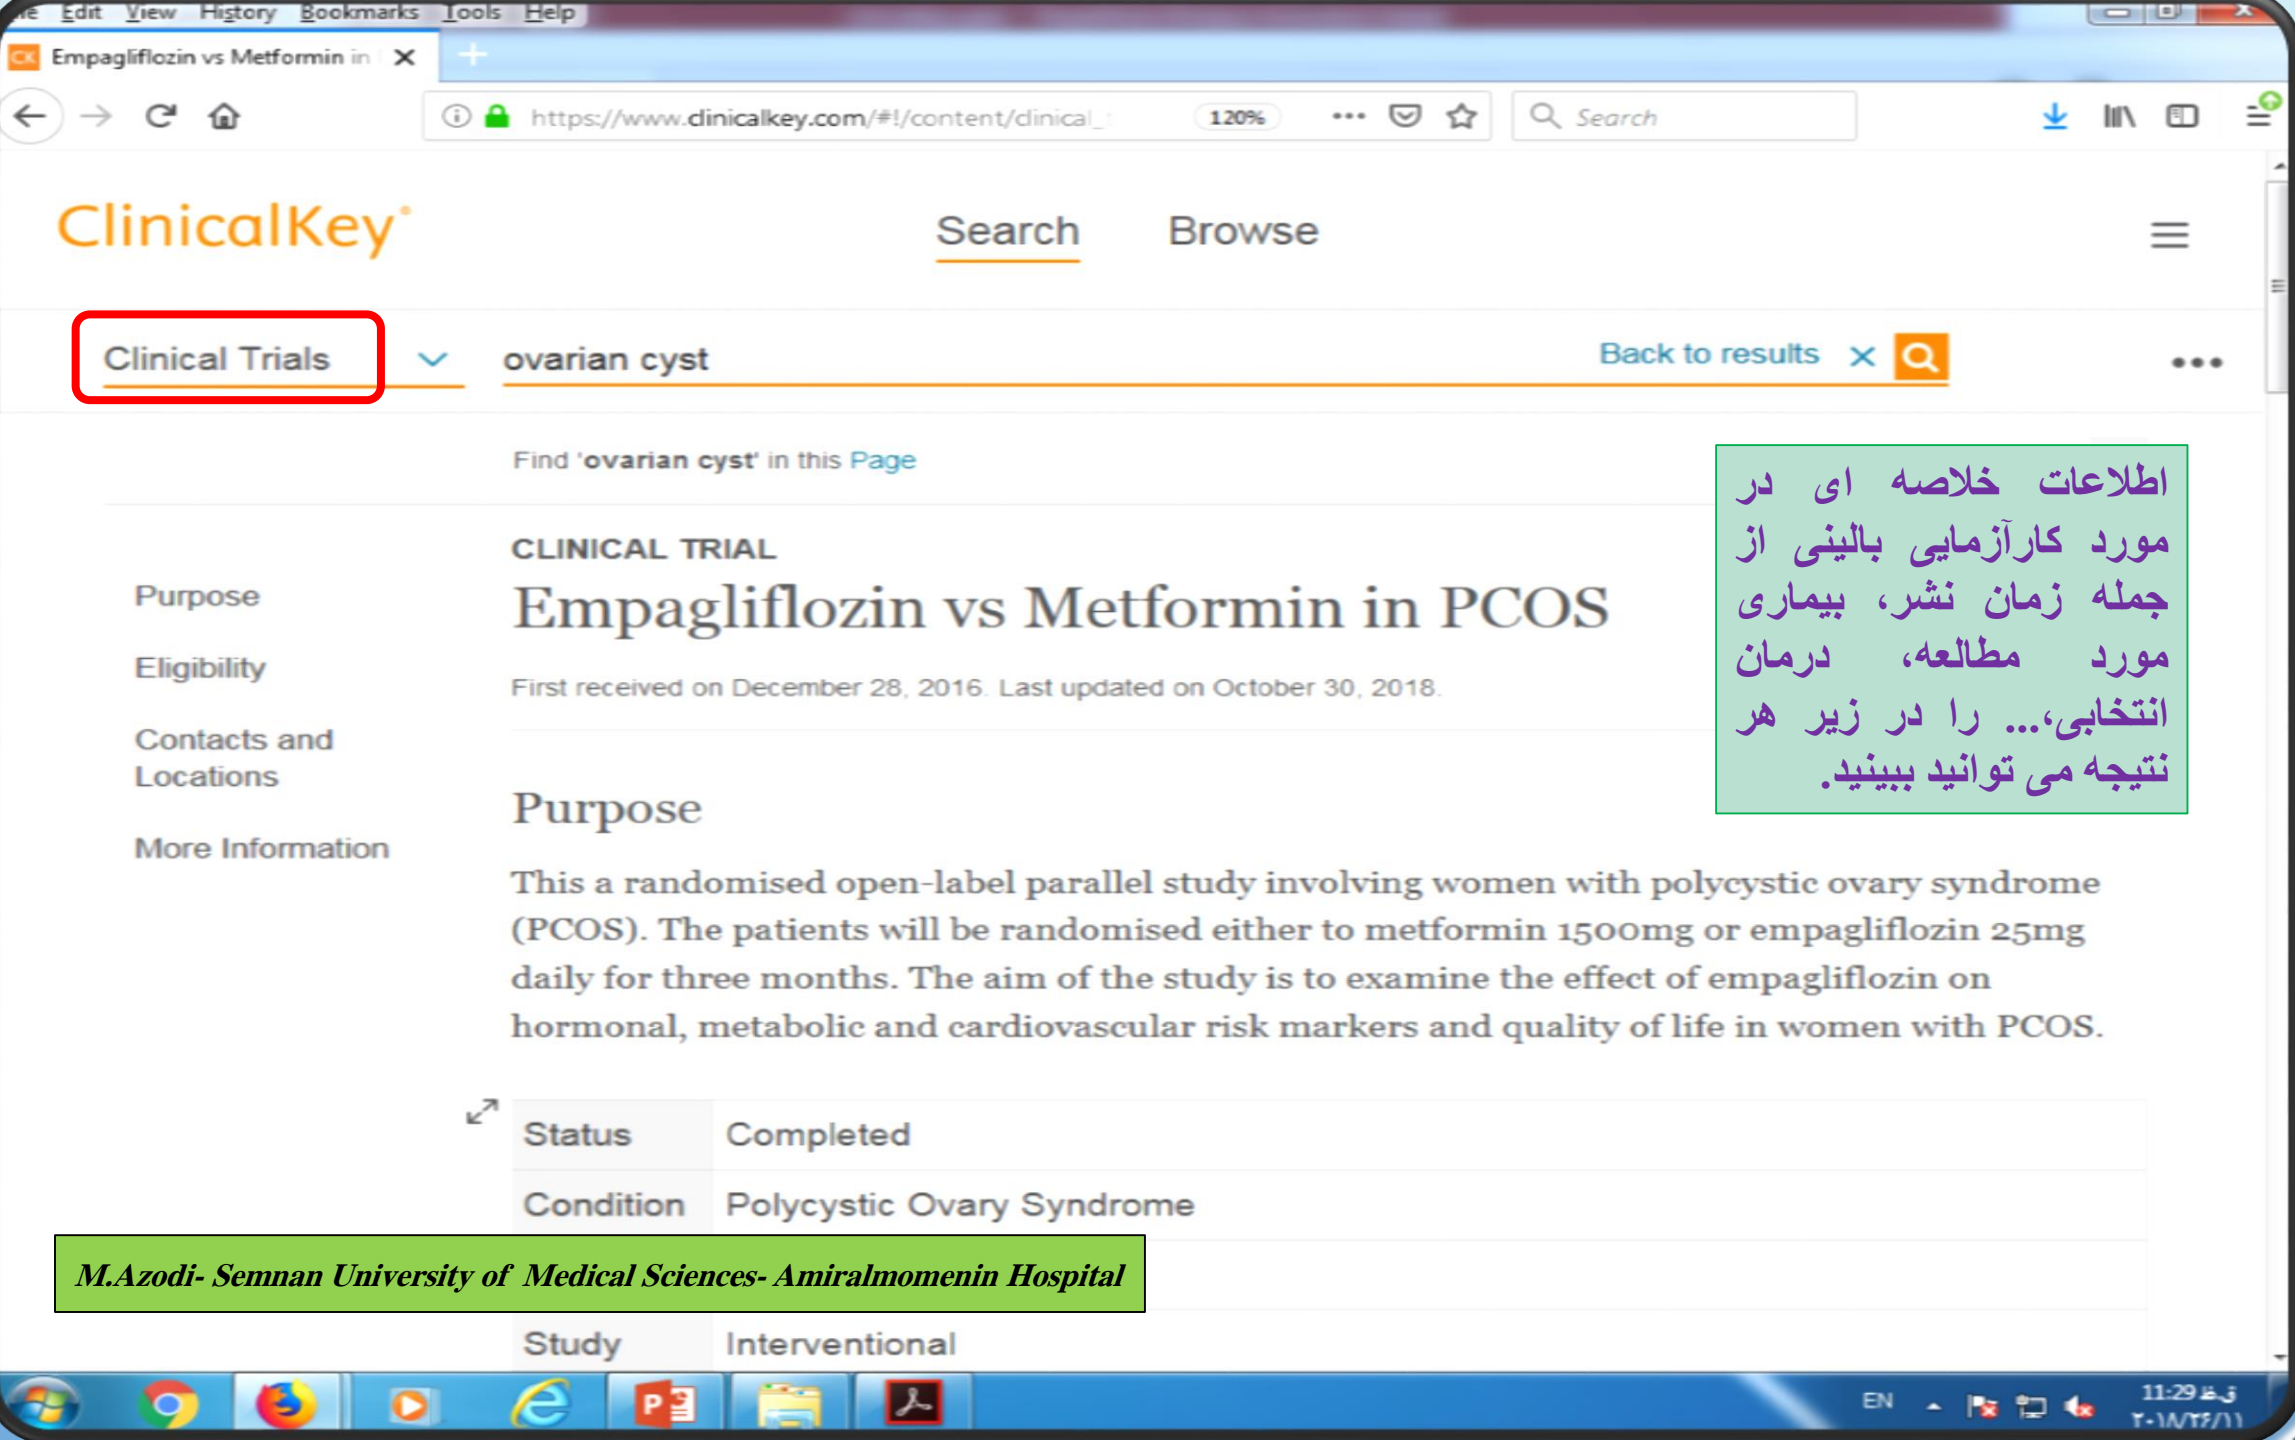 Edit View History Bookmarks Tools Help
Empagliflozin vs Metformin in
https://www.clinicalkey.com/#!/content/clinical_ 120% Search
ClinicalKey
Search Browse
Clinical Trials ovarian cyst Back to results
Find 'ovarian cyst' in this Page
CLINICAL TRIAL
Empagliflozin vs Metformin in PCOS
First received on December 28, 2016. Last updated on October 30, 2018.
Purpose
Eligibility
Contacts and
Locations
More Information
اطلاعات خلاصه ای در
مورد کارآزمایی بالینی از
جمله زمان نشر، بیماری
مورد مطالعه، درمان
انتخابی،... را در زیر هر
نتیجه می توانید ببینید.
Purpose
This a randomised open-label parallel study involving women with polycystic ovary syndrome
(PCOS). The patients will be randomised either to metformin 1500mg or empagliflozin 25mg
daily for three months. The aim of the study is to examine the effect of empagliflozin on
hormonal, metabolic and cardiovascular risk markers and quality of life in women with PCOS.
Status Completed
Condition Polycystic Ovary Syndrome
M.Azodi- Semnan University of Medical Sciences- Amiralmomenin Hospital
Study Interventional
EN
11:29 ق.ظ
٢٠١٨/٢۶/١١